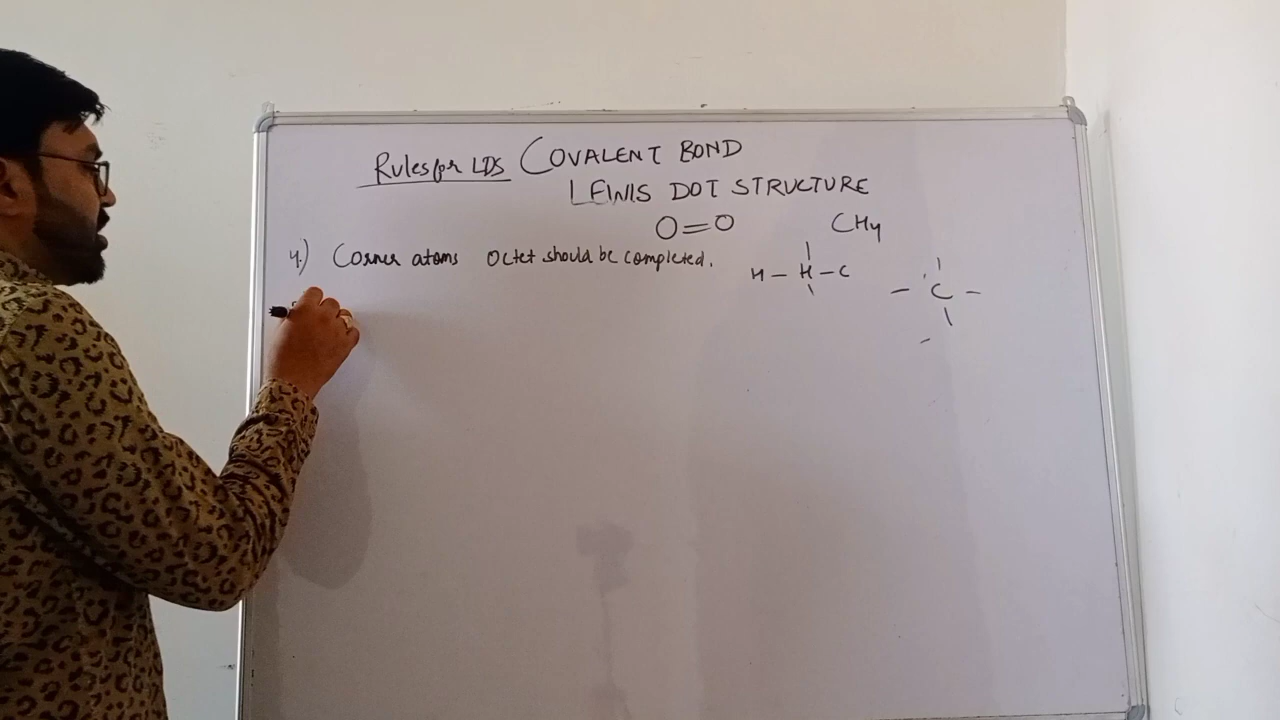 Rules for LDS COVALENT BOND
LEWIS DOT STRUCTURE
O=O CH4
4.) Corner atoms Octet should be completed.
H – H – C
– C –